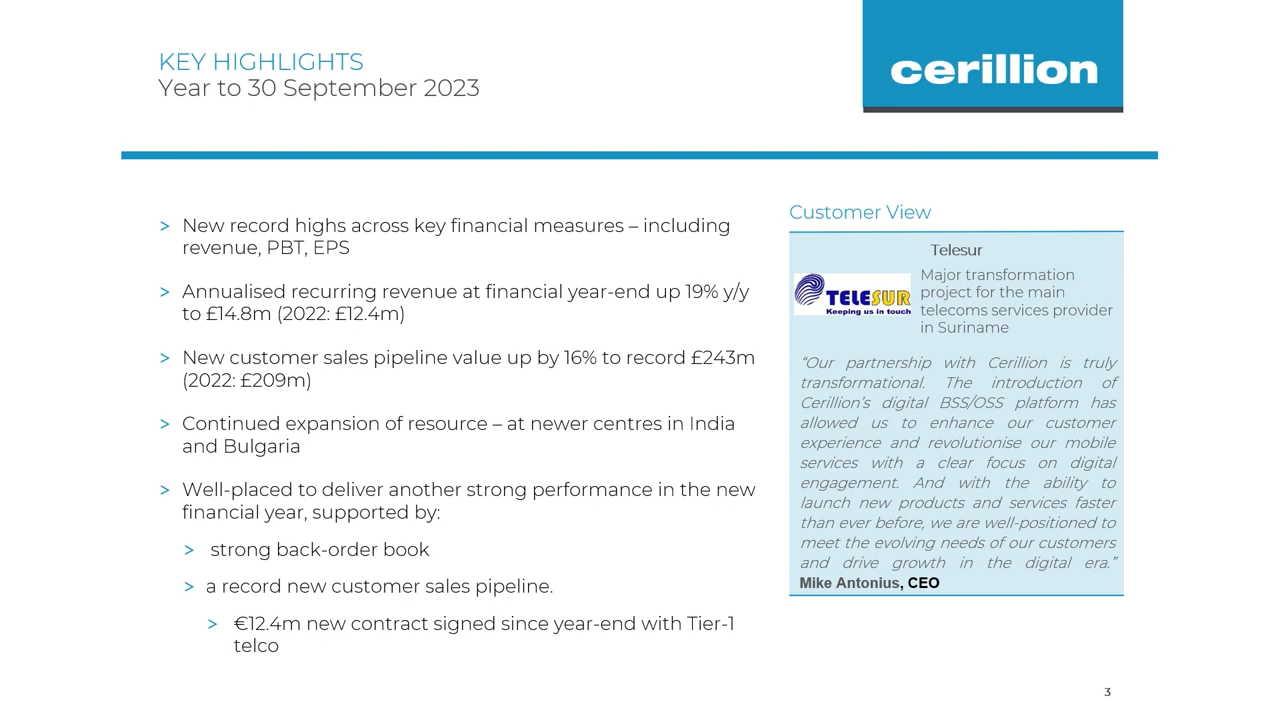 KEY HIGHLIGHTS
Year to 30 September 2023
cerillion
> New record highs across key financial measures – including
revenue, PBT, EPS
> Annualised recurring revenue at financial year-end up 19% y/y
to £14.8m (2022: £12.4m)
> New customer sales pipeline value up by 16% to record £243m
(2022: £209m)
> Continued expansion of resource – at newer centres in India
and Bulgaria
> Well-placed to deliver another strong performance in the new
financial year, supported by:
> strong back-order book
> a record new customer sales pipeline.
> €12.4m new contract signed since year-end with Tier-1
telco
Customer View
Telesur
TELESUR
Keeping us in touch
Major transformation
project for the main
telecoms services provider
in Suriname
“Our partnership with Cerillion is truly
transformational. The introduction of
Cerillion’s digital BSS/OSS platform has
allowed us to enhance our customer
experience and revolutionise our mobile
services with a clear focus on digital
engagement. And with the ability to
launch new products and services faster
than ever before, we are well-positioned to
meet the evolving needs of our customers
and drive growth in the digital era.”
Mike Antonius, CEO
3